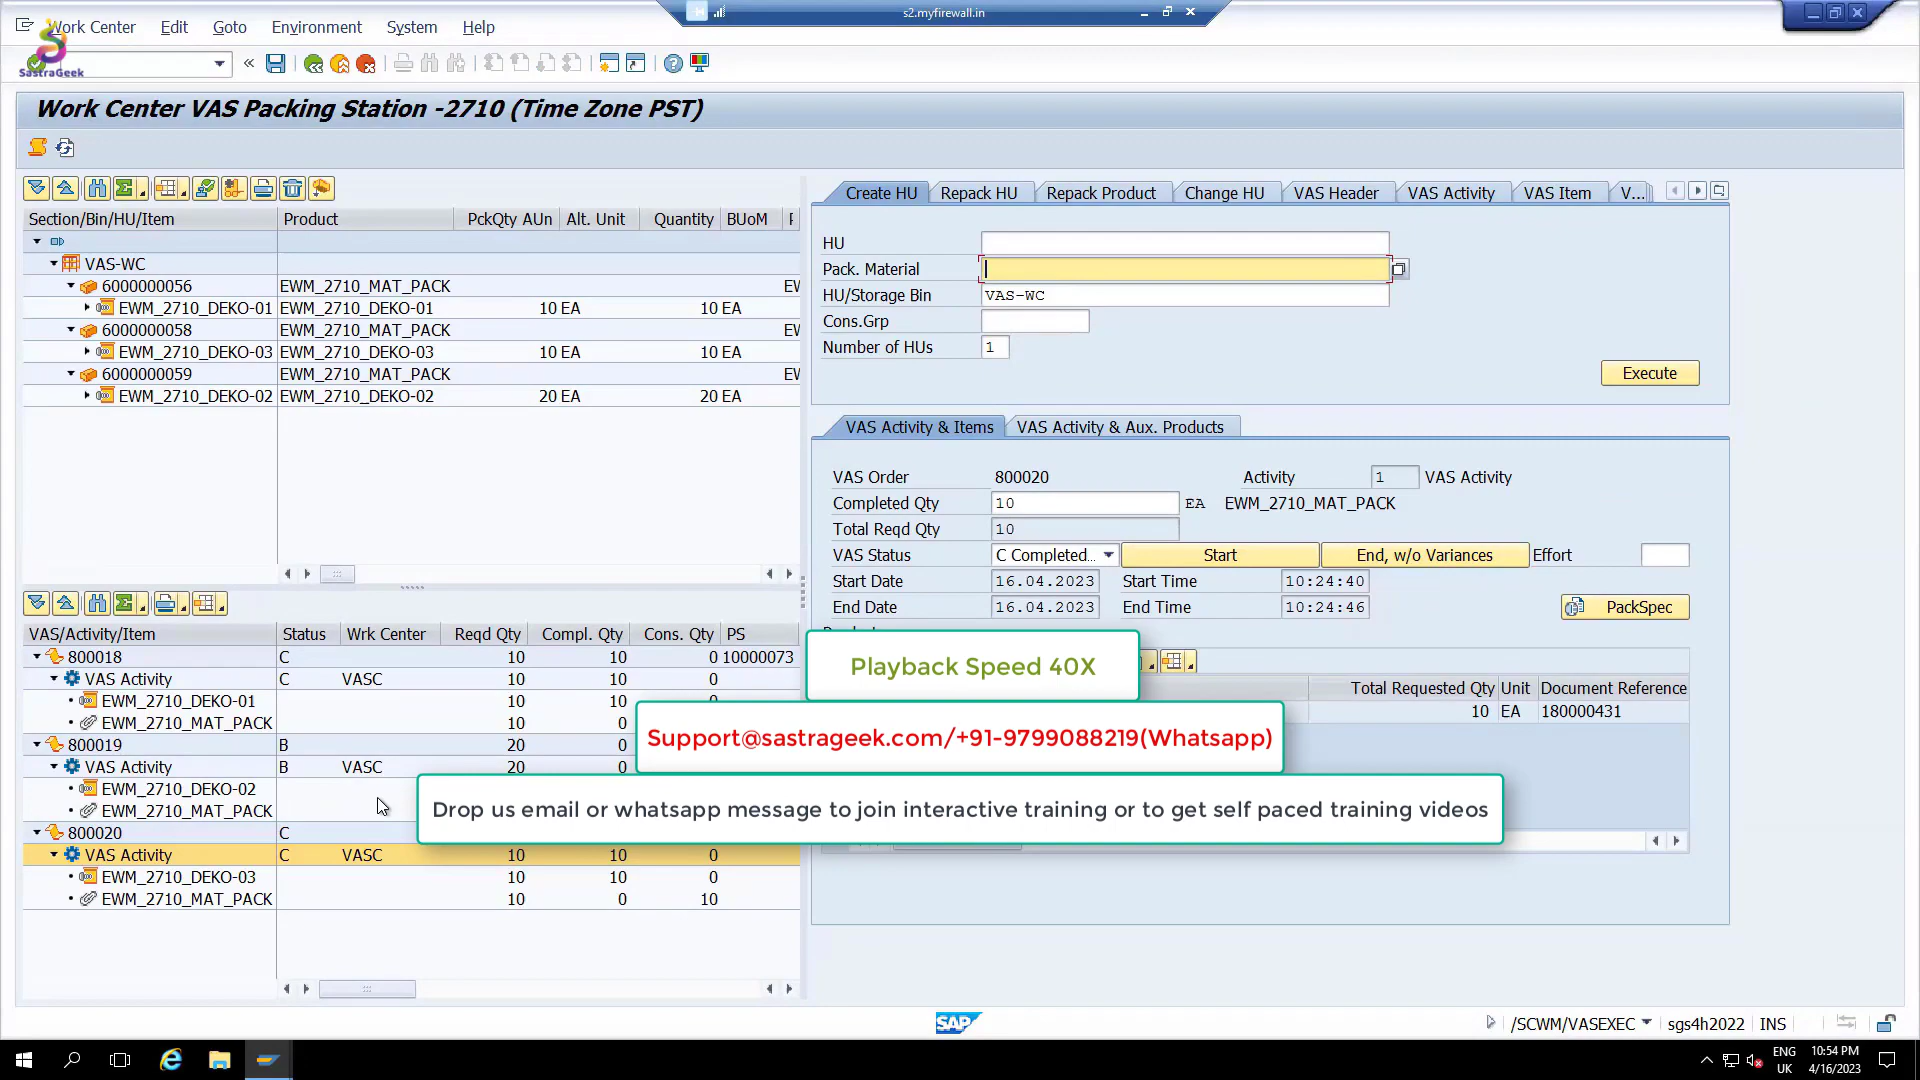 s2.myfirewall.in
Work Center Edit Goto Environment System Help
SastraGeek
Work Center VAS Packing Station -2710 (Time Zone PST)
Create HU Repack HU Repack Product Change HU VAS Header VAS Activity VAS Item V...
Section/Bin/HU/Item Product PckQty AUn Alt. Unit Quantity BUoM
VAS-WC
6000000056 EWM_2710_MAT_PACK EW
EWM_2710_DEKO-01 EWM_2710_DEKO-01 10 EA 10 EA
6000000058 EWM_2710_MAT_PACK EW
EWM_2710_DEKO-03 EWM_2710_DEKO-03 10 EA 10 EA
6000000059 EWM_2710_MAT_PACK EW
EWM_2710_DEKO-02 EWM_2710_DEKO-02 20 EA 20 EA
HU
Pack. Material
HU/Storage Bin VAS-WC
Cons.Grp
Number of HUs 1
Execute
VAS Activity & Items VAS Activity & Aux. Products
VAS Order 800020 Activity 1 VAS Activity
Completed Qty 10 EA EWM_2710_MAT_PACK
Total Reqd Qty 10
VAS Status C Completed... Start End, w/o Variances Effort
Start Date 16.04.2023 Start Time 10:24:40
End Date 16.04.2023 End Time 10:24:46
PackSpec
VAS/Activity/Item Status Wrk Center Reqd Qty Compl. Qty Cons. Qty PS
800018 C 10 10 0 10000073
VAS Activity C VASC 10 10 0
EWM_2710_DEKO-01 10 10 0
EWM_2710_MAT_PACK 10 0
800019 B 20
VAS Activity B VASC 20 0
EWM_2710_DEKO-02
EWM_2710_MAT_PACK
800020 C
VAS Activity C VASC 10 10 0
EWM_2710_DEKO-03 10 10 0
EWM_2710_MAT_PACK 10 0 10
Total Requested Qty Unit Document Reference
10 EA 180000431
Playback Speed 40X
Support@sastrageek.com/+91-9799088219(Whatsapp)
Drop us email or whatsapp message to join interactive training or to get self paced training videos
SAP
/SCWM/VASEXEC sgs4h2022 INS
ENG 10:54 PM
UK 4/16/2023